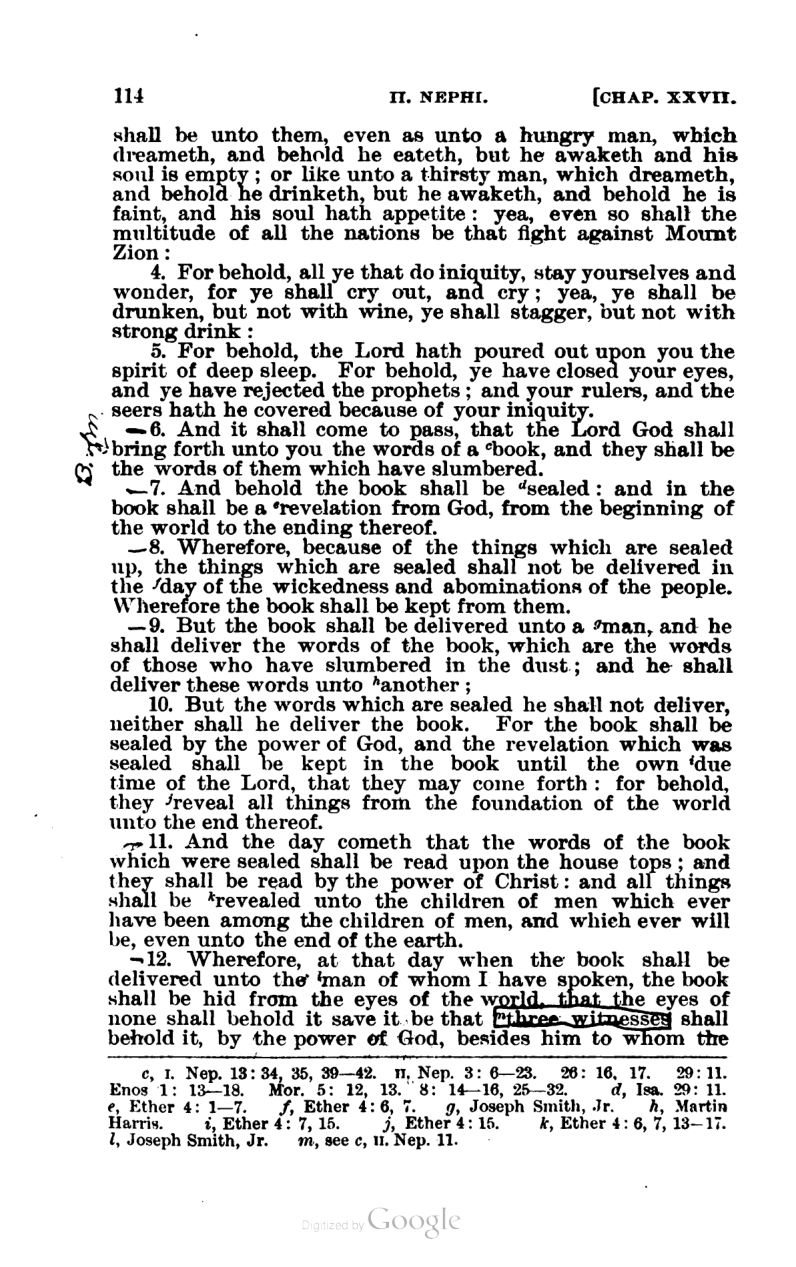 114 II. NEPHI. [CHAP. XXVII.
shall be unto them, even as unto a hungry man, which
dreameth, and behold he eateth, but he awaketh and his
soul is empty; or like unto a thirsty man, which dreameth,
and behold he drinketh, but he awaketh, and behold he is
faint, and his soul hath appetite: yea, even so shall the
multitude of all the nations be that fight against Mount
Zion:
4. For behold, all ye that do iniquity, stay yourselves and
wonder, for ye shall cry out, and cry; yea, ye shall be
drunken, but not with wine, ye shall stagger, but not with
strong drink:
5. For behold, the Lord hath poured out upon you the
spirit of deep sleep. For behold, ye have closed your eyes,
and ye have rejected the prophets; and your rulers, and the
seers hath he covered because of your iniquity.
6. And it shall come to pass, that the Lord God shall
bring forth unto you the words of a ᶜbook, and they shall be
the words of them which have slumbered.
7. And behold the book shall be ᵈsealed: and in the
book shall be a ᵉrevelation from God, from the beginning of
the world to the ending thereof.
8. Wherefore, because of the things which are sealed
up, the things which are sealed shall not be delivered in
the ᶠday of the wickedness and abominations of the people.
Wherefore the book shall be kept from them.
9. But the book shall be delivered unto a ᵍman, and he
shall deliver the words of the book, which are the words
of those who have slumbered in the dust; and he shall
deliver these words unto ʰanother;
10. But the words which are sealed he shall not deliver,
neither shall he deliver the book. For the book shall be
sealed by the power of God, and the revelation which was
sealed shall be kept in the book until the own ⁱdue
time of the Lord, that they may come forth: for behold,
they ʲreveal all things from the foundation of the world
unto the end thereof.
11. And the day cometh that the words of the book
which were sealed shall be read upon the house tops; and
they shall be read by the power of Christ: and all things
shall be ᵏrevealed unto the children of men which ever
have been among the children of men, and which ever will
be, even unto the end of the earth.
12. Wherefore, at that day when the book shall be
delivered unto the ˡman of whom I have spoken, the book
shall be hid from the eyes of the world, that the eyes of
none shall behold it save it be that ᵐthree witnesses shall
behold it, by the power of God, besides him to whom the
c, I. Nep. 13: 34, 35, 39—42. II. Nep. 3: 6—23. 26: 16, 17. 29: 11.
Enos 1: 13—18. Mor. 5: 12, 13. 8: 14—16, 25—32. d, Isa. 29: 11.
e, Ether 4: 1—7. f, Ether 4: 6, 7. g, Joseph Smith, Jr. h, Martin
Harris. i, Ether 4: 7, 15. j, Ether 4: 15. k, Ether 4: 6, 7, 13—17.
l, Joseph Smith, Jr. m, see c, II. Nep. 11.
Digitized by Google